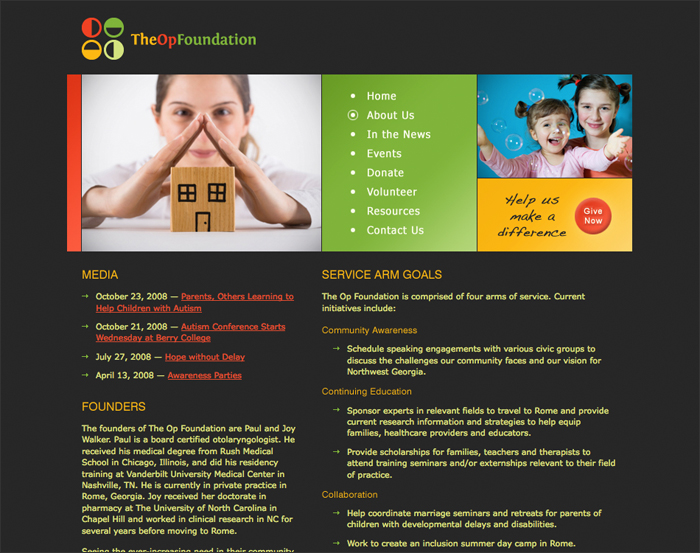 TheOpFoundation
Home
About Us
In the News
Events
Donate
Volunteer
Resources
Contact Us
Help us
make a
difference
Give
Now
MEDIA
October 23, 2008 — Parents, Others Learning to
Help Children with Autism
October 21, 2008 — Autism Conference Starts
Wednesday at Berry College
July 27, 2008 — Hope without Delay
April 13, 2008 — Awareness Parties
FOUNDERS
The founders of The Op Foundation are Paul and Joy
Walker. Paul is a board certified otolaryngologist. He
received his medical degree from Rush Medical
School in Chicago, Illinois, and did his residency
training at Vanderbilt University Medical Center in
Nashville, TN. He is currently in private practice in
Rome, Georgia. Joy received her doctorate in
pharmacy at The University of North Carolina in
Chapel Hill and worked in clinical research in NC for
several years before moving to Rome.
Seeing the ever-increasing need in their community
SERVICE ARM GOALS
The Op Foundation is comprised of four arms of service. Current
initiatives include:
Community Awareness
Schedule speaking engagements with various civic groups to
discuss the challenges our community faces and our vision for
Northwest Georgia.
Continuing Education
Sponsor experts in relevant fields to travel to Rome and provide
current research information and strategies to help equip
families, healthcare providers and educators.
Provide scholarships for families, teachers and therapists to
attend training seminars and/or externships relevant to their field
of practice.
Collaboration
Help coordinate marriage seminars and retreats for parents of
children with developmental delays and disabilities.
Work to create an inclusion summer day camp in Rome.